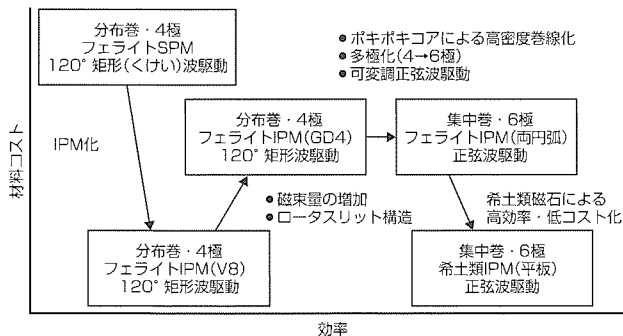 分布巻・4極
フェライトSPM
120°矩形(くけい)波駆動
● ポキポキコアによる高密度巻線化
● 多極化(4→6極)
● 可変調正弦波駆動
IPM化
分布巻・4極
フェライトIPM(GD4)
120°矩形波駆動
集中巻・6極
フェライトIPM(両円弧)
正弦波駆動
● 磁束量の増加
● ロータスリット構造
希土類磁石による
高効率・低コスト化
分布巻・4極
フェライトIPM(V8)
120°矩形波駆動
集中巻・6極
希土類IPM(平板)
正弦波駆動
材料コスト
効率